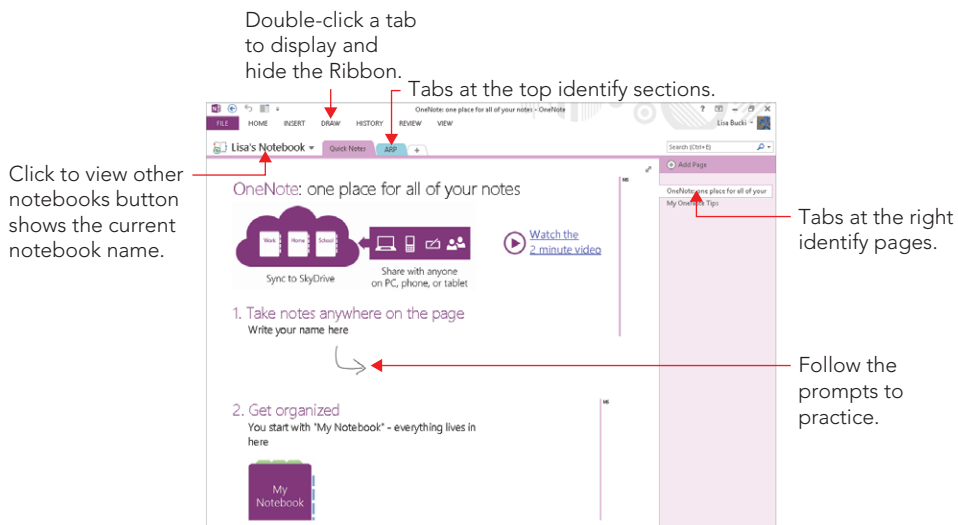 Double-click a tab
to display and
hide the Ribbon.
Tabs at the top identify sections.
OneNote: one place for all of your notes - OneNote
FILE HOME INSERT DRAW HISTORY REVIEW VIEW
Lisa Bucki
Lisa's Notebook
Quick Notes
ARP
Search (Ctrl+E)
Add Page
Click to view other
notebooks button
shows the current
notebook name.
OneNote: one place for all of your notes
OneNote: one place for all of your
My OneNote Tips
Tabs at the right
identify pages.
Work Home School
Sync to SkyDrive
Share with anyone
on PC, phone, or tablet
Watch the
2 minute video
1. Take notes anywhere on the page
Write your name here
Follow the
prompts to
practice.
2. Get organized
You start with "My Notebook" - everything lives in
here
My
Notebook